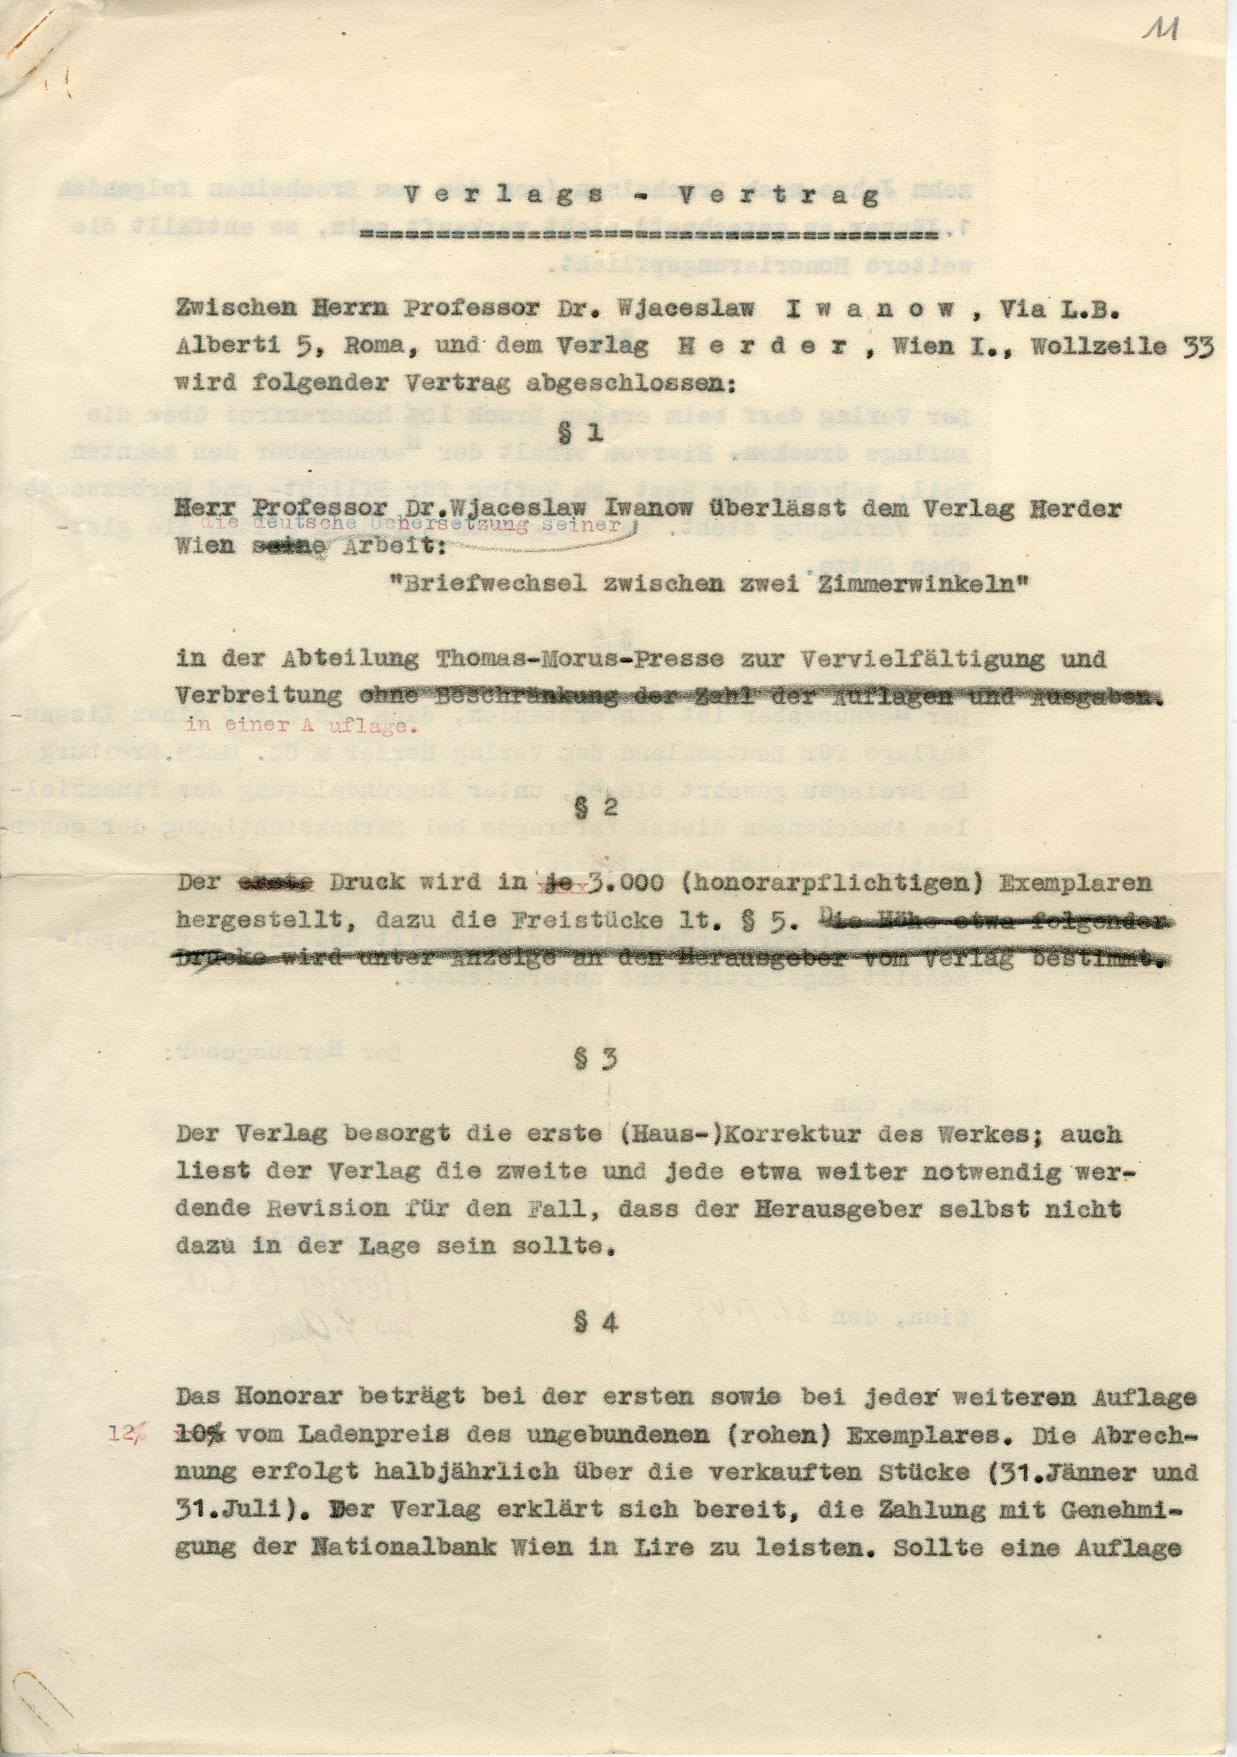 11
Verlags - Vertrag
Zwischen Herrn Professor Dr. Wjaceslaw Iwanow, Via L.B.
Alberti 5, Roma, und dem Verlag Herder, Wien I., Wollzeile 33
wird folgender Vertrag abgeschlossen:
§ 1
Herr Professor Dr.Wjaceslaw Iwanow überlässt dem Verlag Herder
die deutsche Uebersetzung seiner
Wien seine Arbeit:
"Briefwechsel zwischen zwei Zimmerwinkeln"
in der Abteilung Thomas-Morus-Presse zur Vervielfältigung und
Verbreitung ohne Beschränkung der Zahl der Auflagen und Ausgaben.
in einer A uflage.
§ 2
Der erste Druck wird in je 3.000 (honorarpflichtigen) Exemplaren
hergestellt, dazu die Freistücke lt. § 5. Die Höhe etwa folgender
Drucke wird unter Anzeige an den Herausgeber vom Verlag bestimmt.
§ 3
Der Verlag besorgt die erste (Haus-)Korrektur des Werkes; auch
liest der Verlag die zweite und jede etwa weiter notwendig wer-
dende Revision für den Fall, dass der Herausgeber selbst nicht
dazu in der Lage sein sollte.
§ 4
Das Honorar beträgt bei der ersten sowie bei jeder weiteren Auflage
12% 10% vom Ladenpreis des ungebundenen (rohen) Exemplares. Die Abrech-
nung erfolgt halbjährlich über die verkauften Stücke (31.Jänner und
31.Juli). Der Verlag erklärt sich bereit, die Zahlung mit Genehmi-
gung der Nationalbank Wien in Lire zu leisten. Sollte eine Auflage